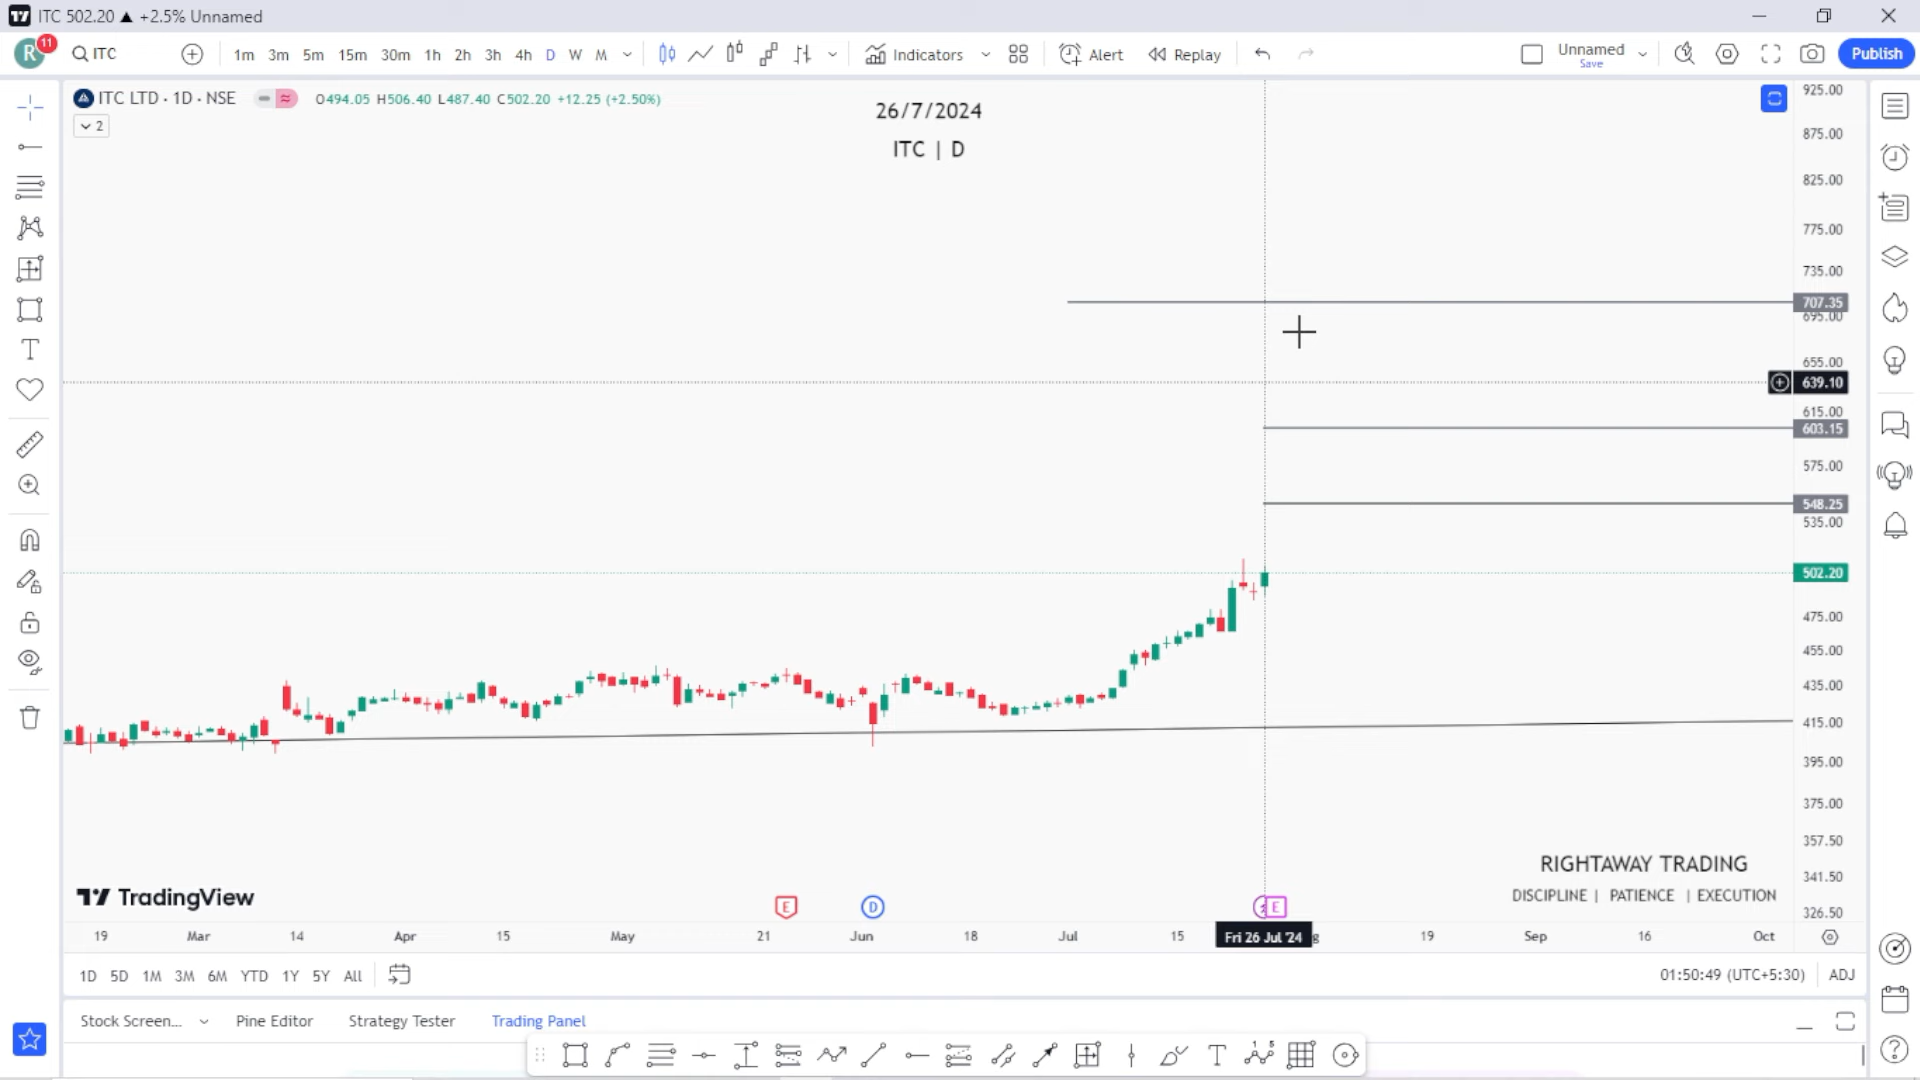 ITC 502.20 ▲ +2.5% Unnamed
R 11 ITC 1m 3m 5m 15m 30m 1h 2h 3h 4h D W M Indicators Alert Replay Unnamed Save Publish
ITC LTD · 1D · NSE O494.05 H506.40 L487.40 C502.20 +12.25 (+2.50%)
2
26/7/2024
ITC | D
925.00
875.00
825.00
775.00
735.00
707.35
695.00
655.00
639.10
615.00
603.15
575.00
548.25
535.00
502.20
475.00
455.00
435.00
415.00
395.00
375.00
357.50
341.50
326.50
RIGHTAWAY TRADING
DISCIPLINE | PATIENCE | EXECUTION
TradingView
E D E
19 Mar 14 Apr 15 May 21 Jun 18 Jul 15 Fri 26 Jul '24 19 Sep 16 Oct
1D 5D 1M 3M 6M YTD 1Y 5Y All 01:50:49 (UTC+5:30) ADJ
Stock Screen... Pine Editor Strategy Tester Trading Panel